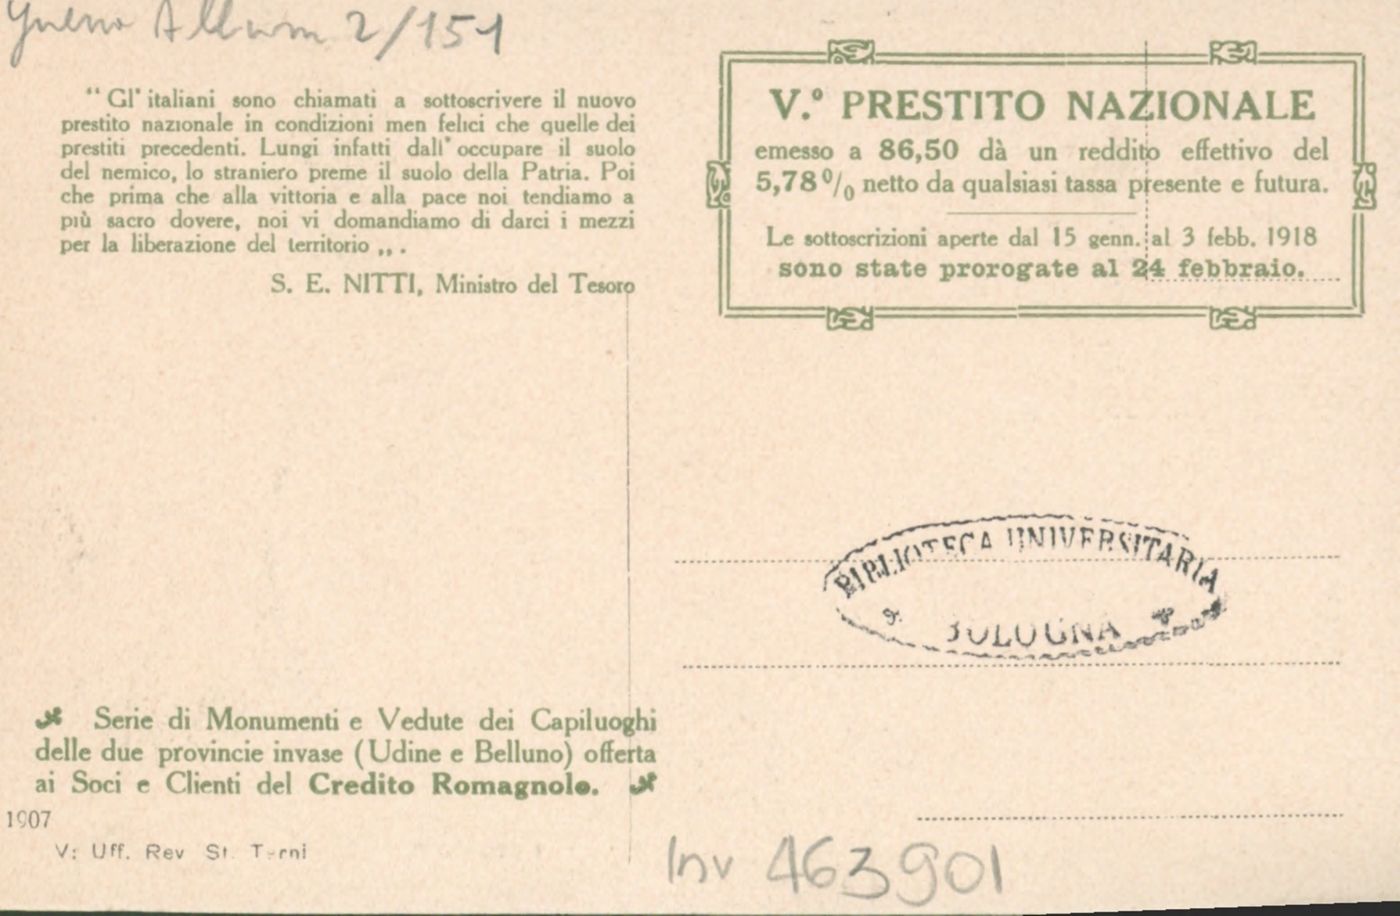 Album 2/151
“ Gl' italiani sono chiamati a sottoscrivere il nuovo
prestito nazionale in condizioni men felici che quelle dei
prestiti precedenti. Lungi infatti dall' occupare il suolo
del nemico, lo straniero preme il suolo della Patria. Poi
che prima che alla vittoria e alla pace noi tendiamo a
più sacro dovere, noi vi domandiamo di darci i mezzi
per la liberazione del territorio „ .
S. E. NITTI, Ministro del Tesoro
V.º PRESTITO NAZIONALE
emesso a 86,50 dà un reddito effettivo del
5,78 % netto da qualsiasi tassa presente e futura.
Le sottoscrizioni aperte dal 15 genn. al 3 febb. 1918
sono state prorogate al 24 febbraio.
BIBLIOTECA UNIVERSITARIA
BOLOGNA
Serie di Monumenti e Vedute dei Capiluoghi
delle due provincie invase (Udine e Belluno) offerta
ai Soci e Clienti del Credito Romagnolo.
1907
V: Uff. Rev St. Terni
Inv 463901